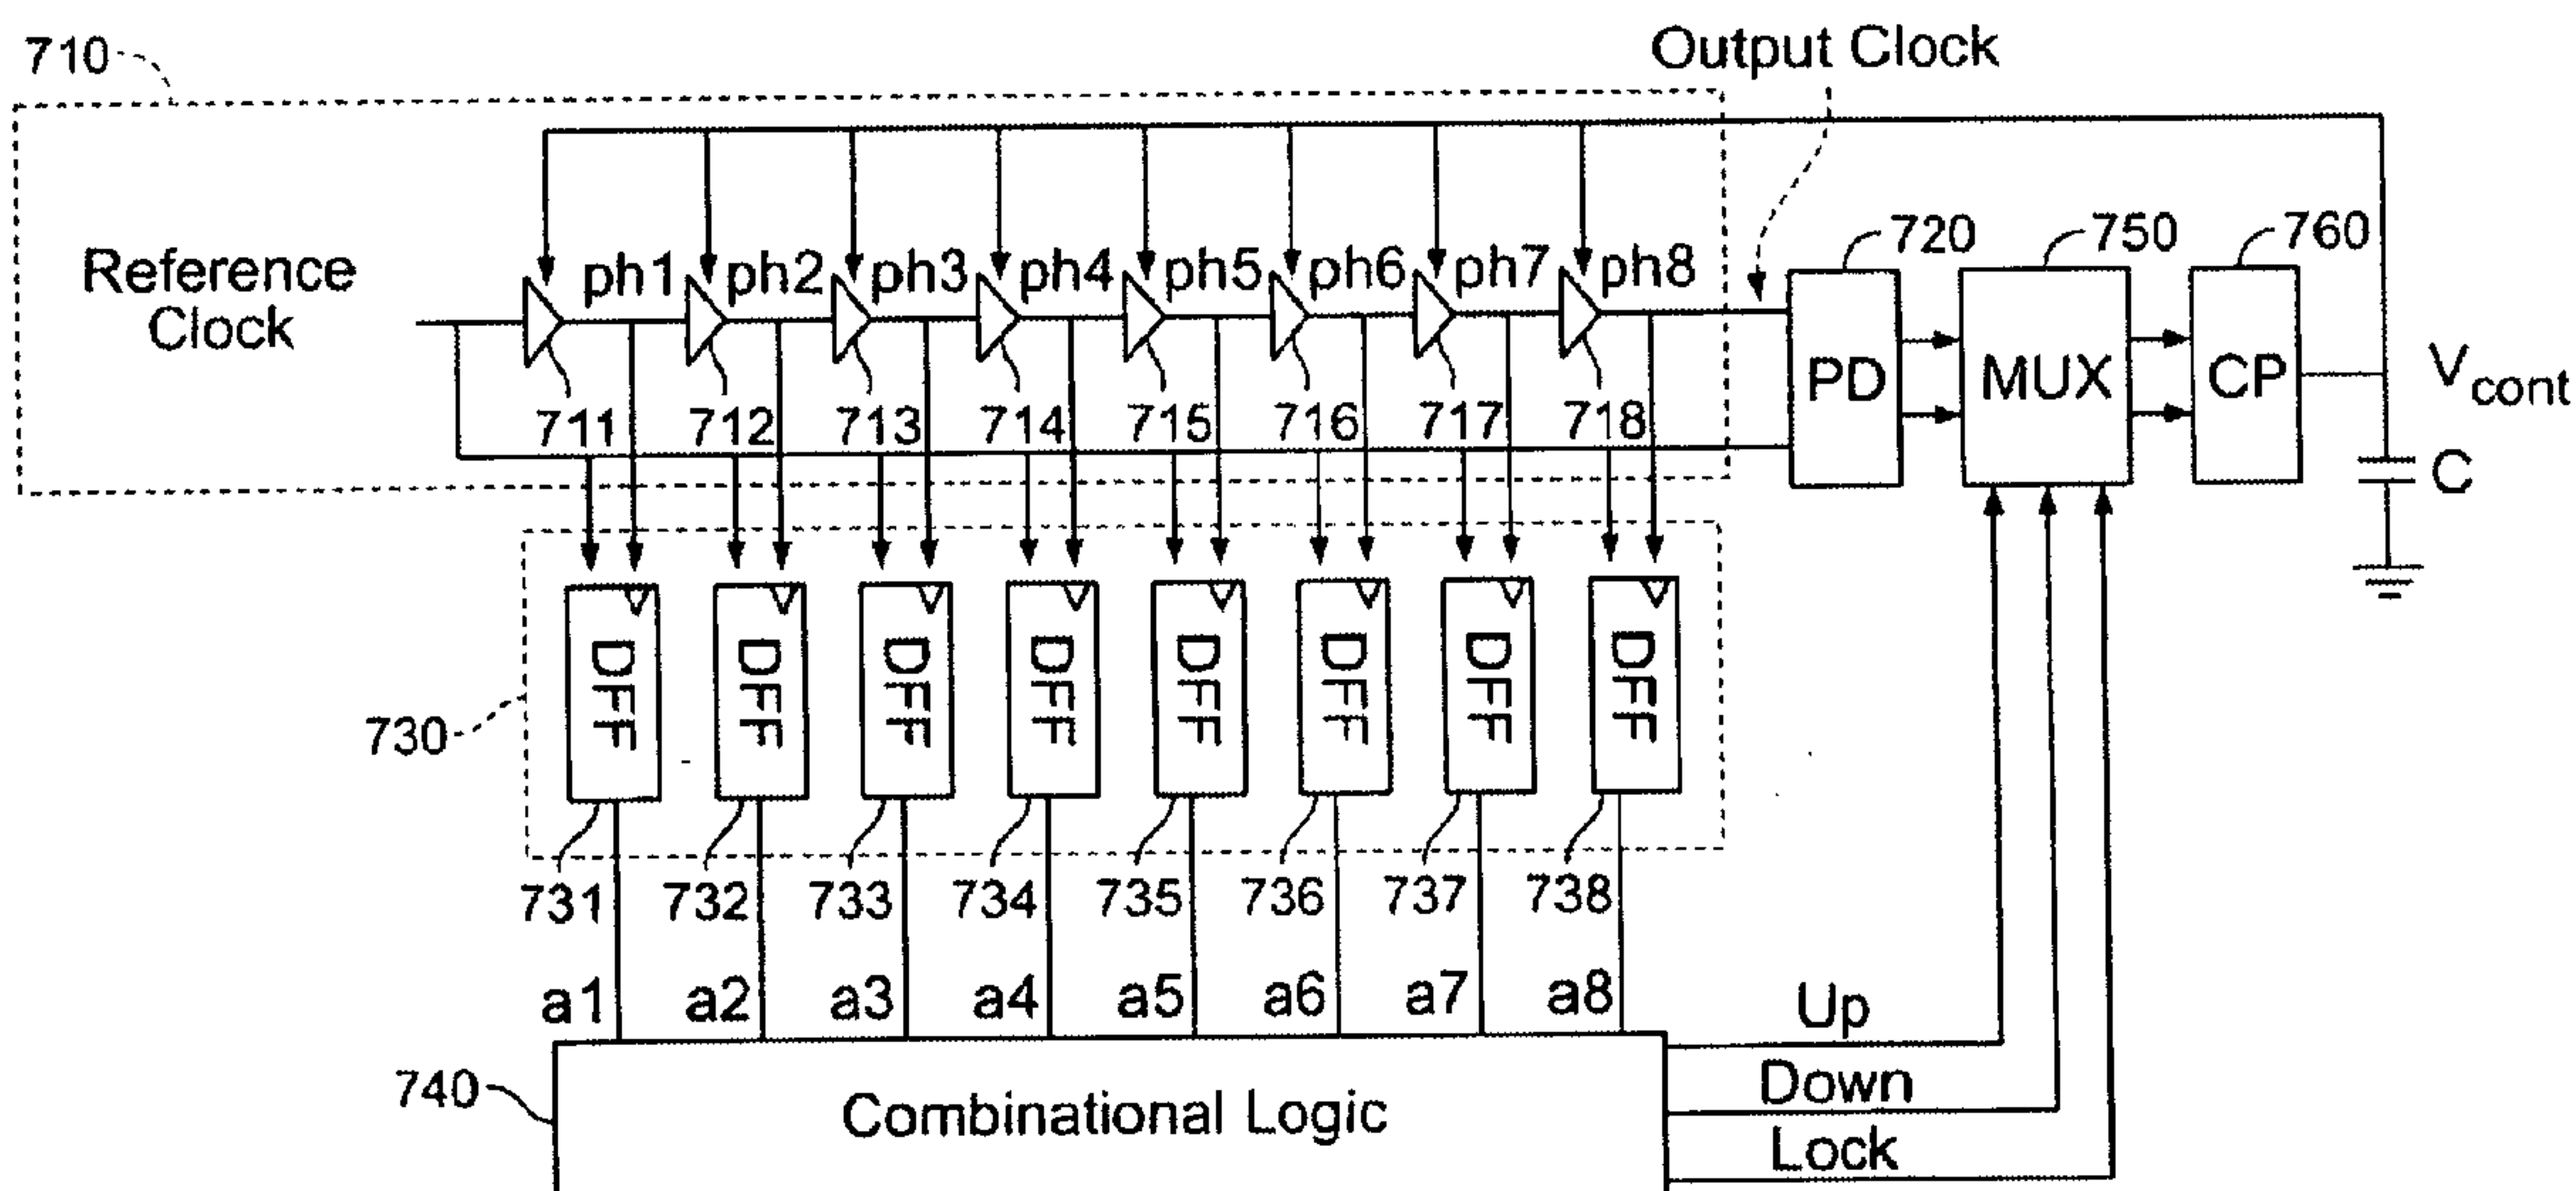 710
Output Clock
Reference
Clock
ph1 ph2 ph3 ph4 ph5 ph6 ph7 ph8
720 750 760
PD MUX CP
Vcont
C
711 712 713 714 715 716 717 718
730
DFF DFF DFF DFF DFF DFF DFF DFF
731 732 733 734 735 736 737 738
a1 a2 a3 a4 a5 a6 a7 a8
740
Combinational Logic
Up
Down
Lock